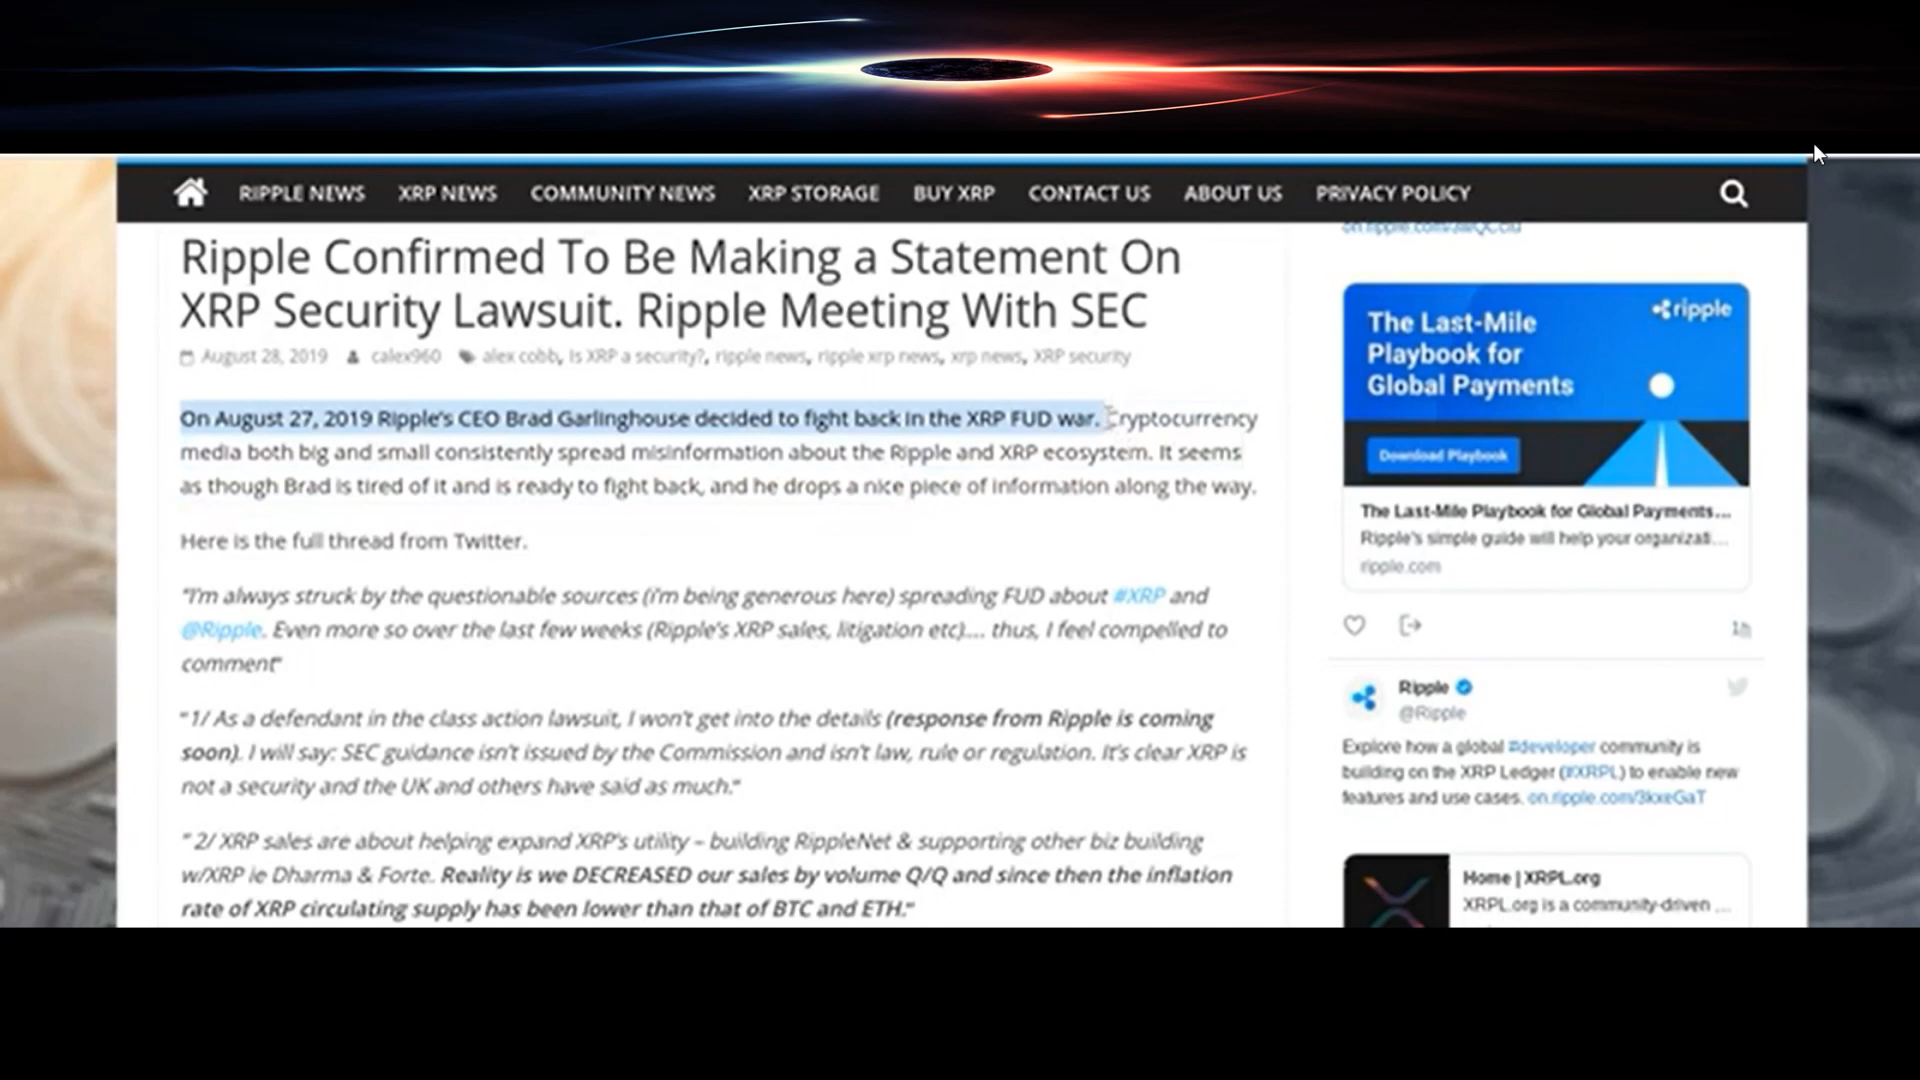 RIPPLE NEWS XRP NEWS COMMUNITY NEWS XRP STORAGE BUY XRP CONTACT US ABOUT US PRIVACY POLICY
Ripple Confirmed To Be Making a Statement On
XRP Security Lawsuit. Ripple Meeting With SEC
August 28, 2019 calex960 alex cobb, Is XRP a security?, ripple news, ripple xrp news, xrp news, XRP security
On August 27, 2019 Ripple's CEO Brad Garlinghouse decided to fight back in the XRP FUD war. Cryptocurrency
media both big and small consistently spread misinformation about the Ripple and XRP ecosystem. It seems
as though Brad is tired of it and is ready to fight back, and he drops a nice piece of information along the way.
Here is the full thread from Twitter.
"I'm always struck by the questionable sources (i'm being generous here) spreading FUD about #XRP and
@Ripple. Even more so over the last few weeks (Ripple's XRP sales, litigation etc)…. thus, I feel compelled to
comment"
"1/ As a defendant in the class action lawsuit, I won't get into the details (response from Ripple is coming
soon). I will say: SEC guidance isn't issued by the Commission and isn't law, rule or regulation. It's clear XRP is
not a security and the UK and others have said as much."
" 2/ XRP sales are about helping expand XRP's utility – building RippleNet & supporting other biz building
w/XRP ie Dharma & Forte. Reality is we DECREASED our sales by volume Q/Q and since then the inflation
rate of XRP circulating supply has been lower than that of BTC and ETH."
ripple
The Last-Mile
Playbook for
Global Payments
Download Playbook
The Last-Mile Playbook for Global Payments...
Ripple's simple guide will help your organizati...
ripple.com
1h
Ripple
@Ripple
Explore how a global #developer community is
building on the XRP Ledger (#XRPL) to enable new
features and use cases. on.ripple.com/3kxeGaT
Home | XRPL.org
XRPL.org is a community-driven ...